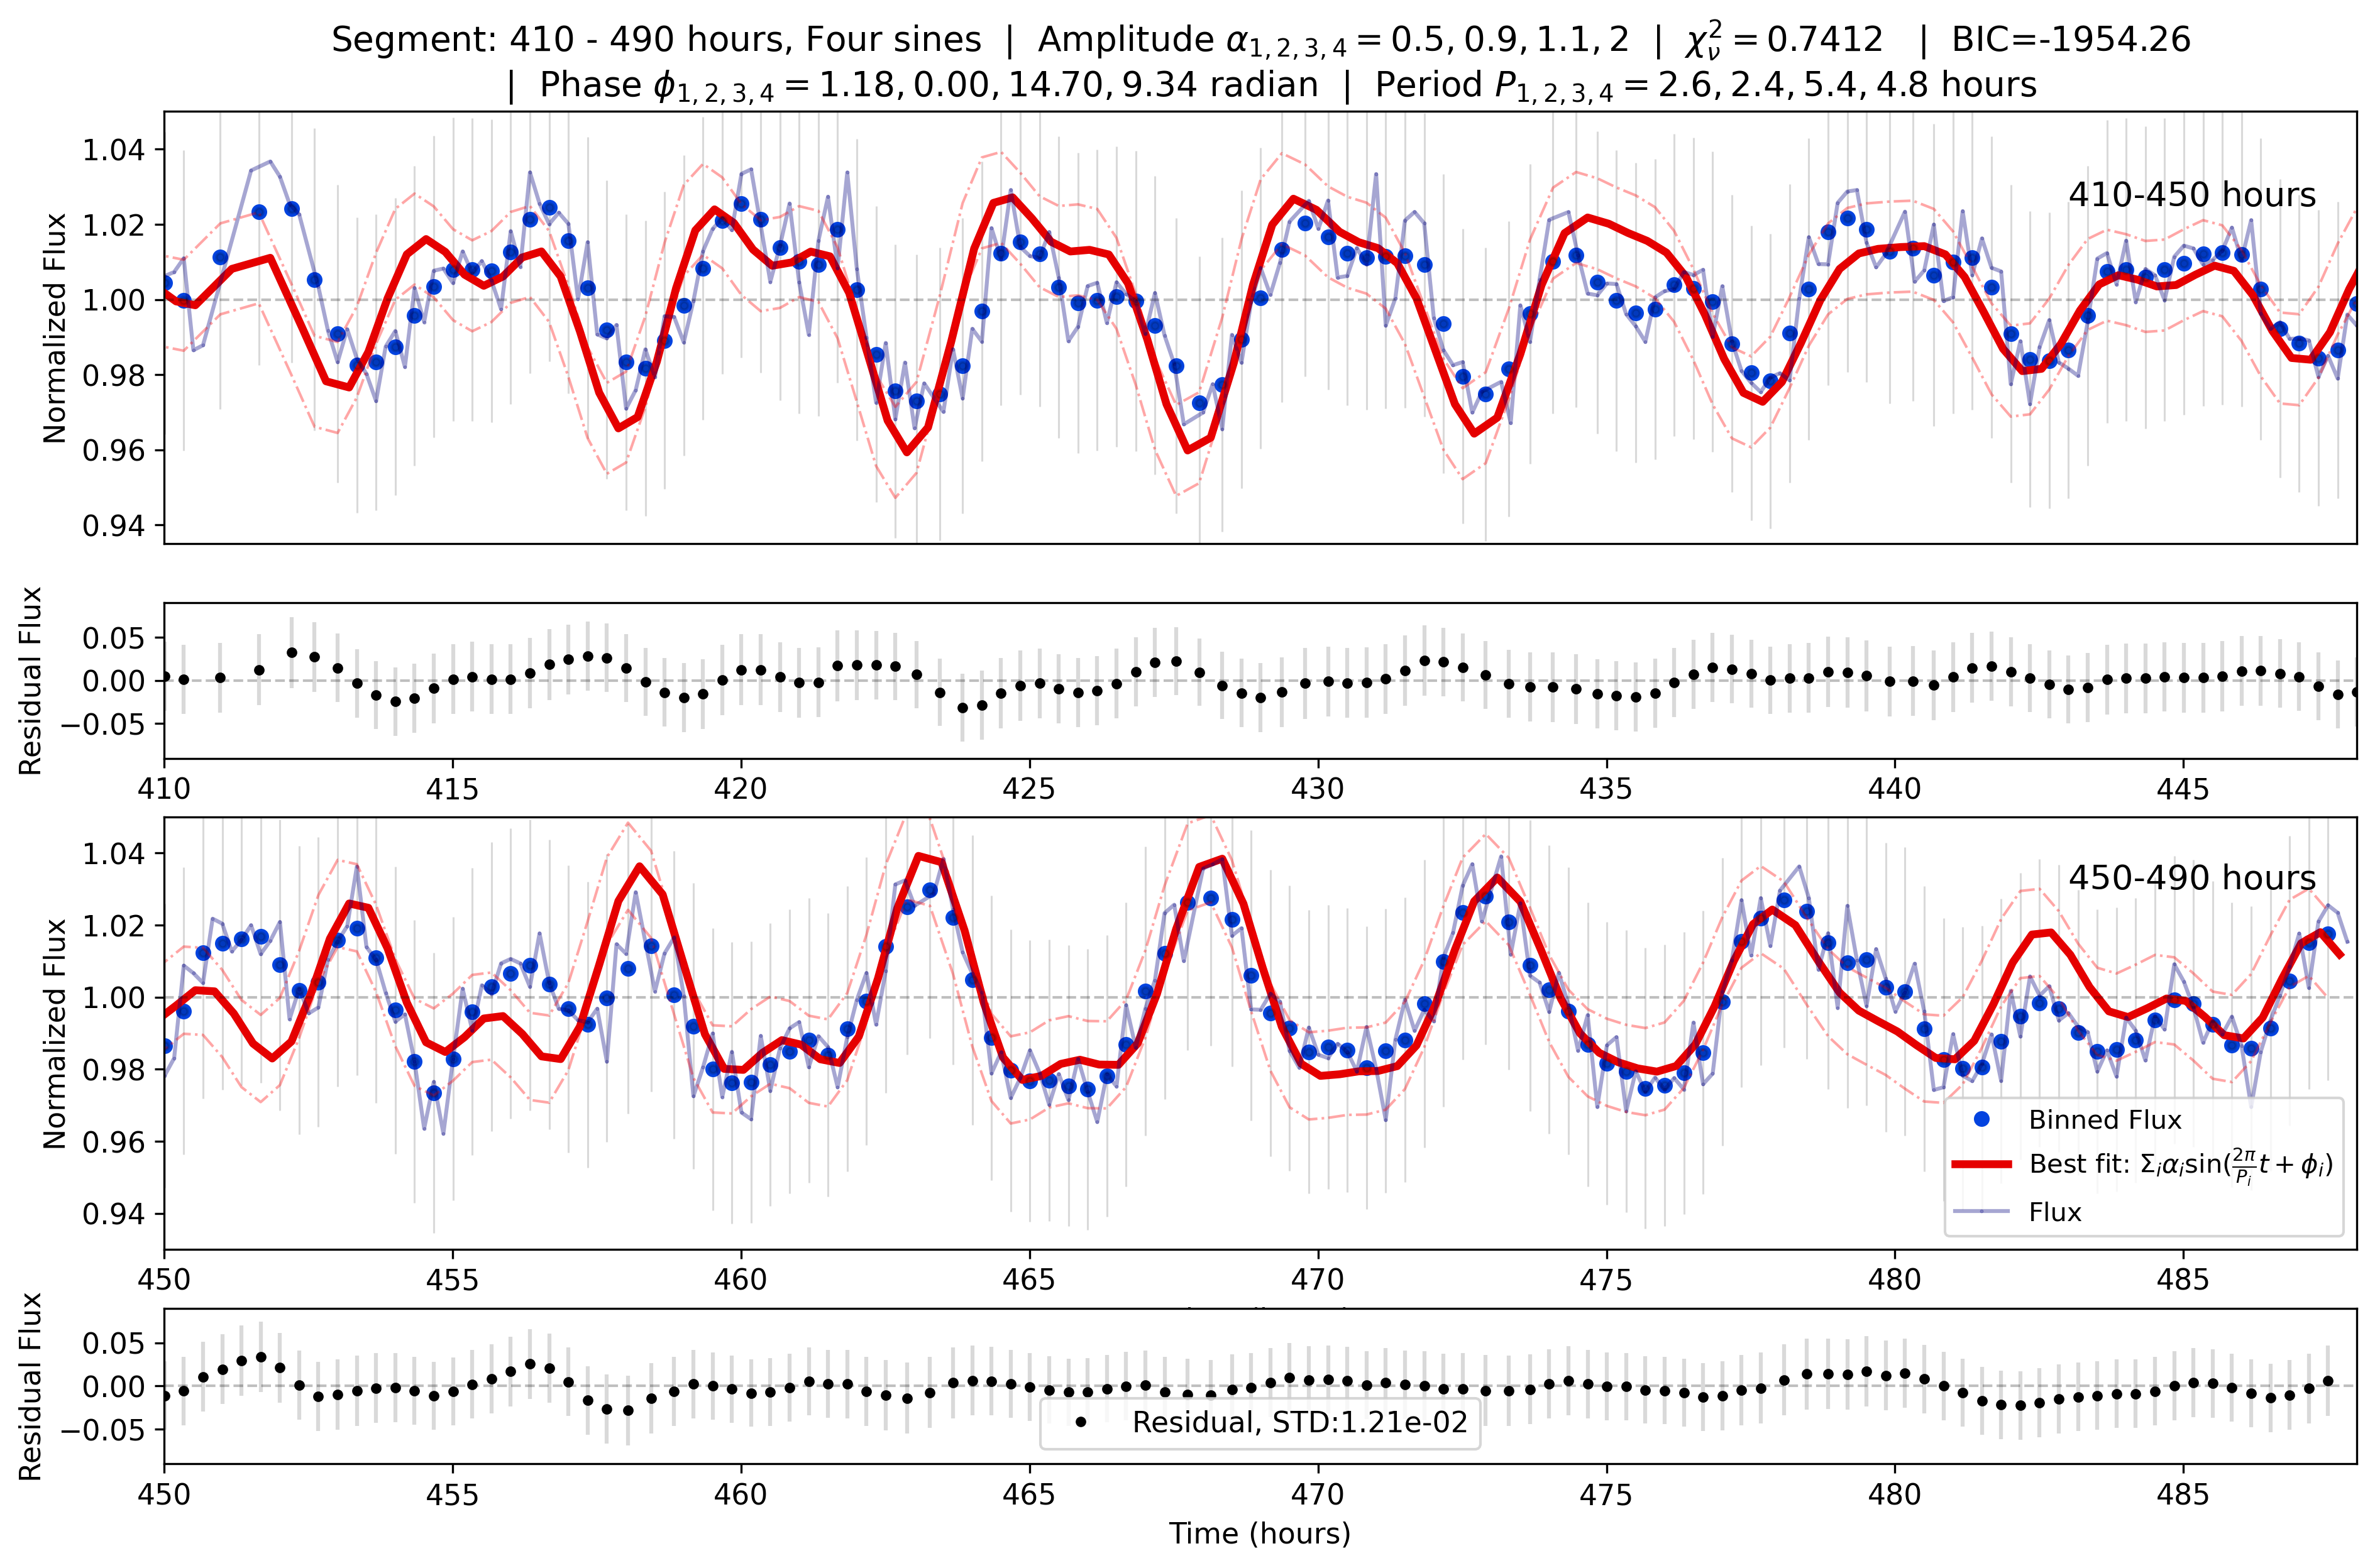 Segment: 410 - 490 hours, Four sines | Amplitude α₁,₂,₃,₄ = 0.5, 0.9, 1.1, 2 | χ²ᵥ = 0.7412 | BIC=-1954.26
| Phase ϕ₁,₂,₃,₄ = 1.18, 0.00, 14.70, 9.34 radian | Period P₁,₂,₃,₄ = 2.6, 2.4, 5.4, 4.8 hours
Normalized Flux
1.04
1.02
1.00
0.98
0.96
0.94
410-450 hours
Residual Flux
0.05
0.00
−0.05
410 415 420 425 430 435 440 445
Normalized Flux
1.04
1.02
1.00
0.98
0.96
0.94
450-490 hours
Binned Flux
Best fit: Σᵢαᵢsin(2π/Pᵢ t + ϕᵢ)
Flux
450 455 460 465 470 475 480 485
Residual Flux
0.05
0.00
−0.05
Residual, STD:1.21e-02
450 455 460 465 470 475 480 485
Time (hours)